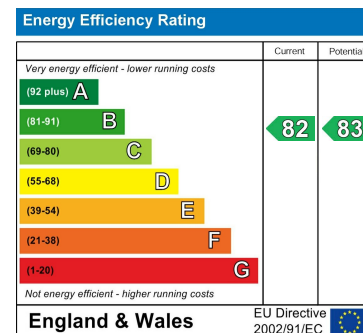 Energy Efficiency Rating
Current Potential
Very energy efficient - lower running costs
(92 plus) A
(81-91) B
(69-80) C
(55-68) D
(39-54) E
(21-38) F
(1-20) G
82 83
Not energy efficient - higher running costs
England & Wales
EU Directive
2002/91/EC